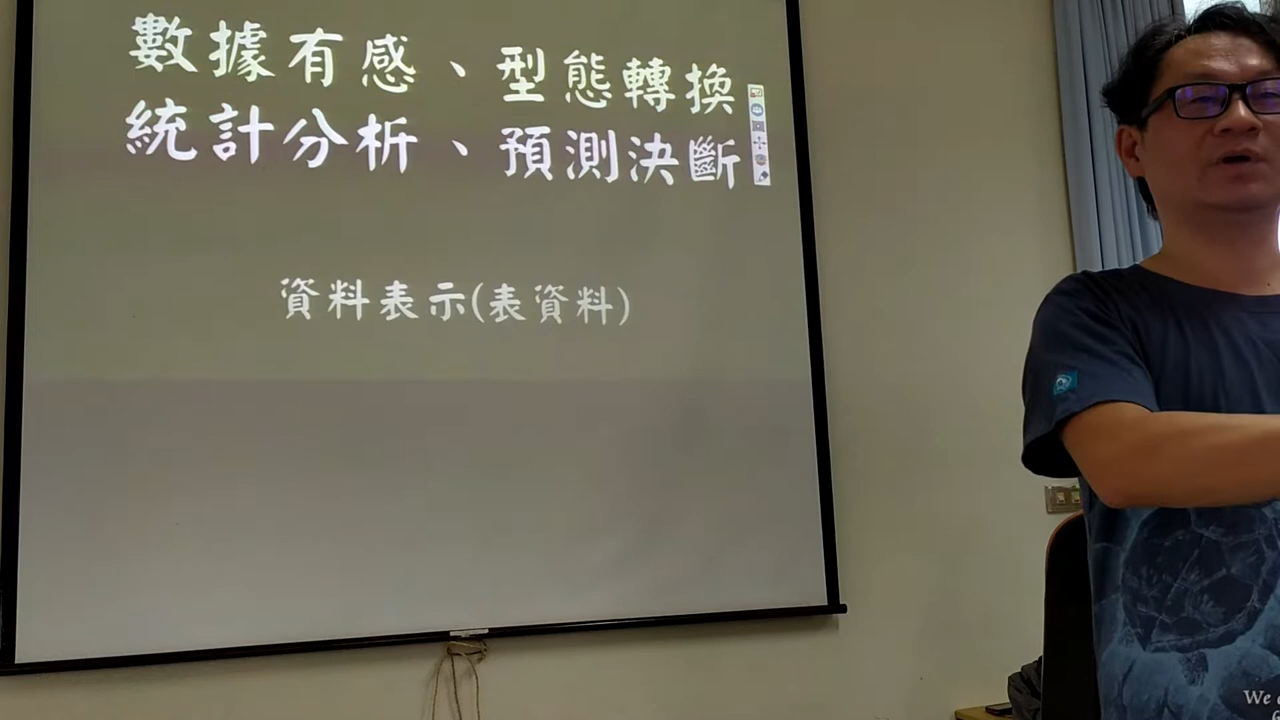 數據有感、型態轉換
統計分析、預測決斷
資料表示(表資料)
We